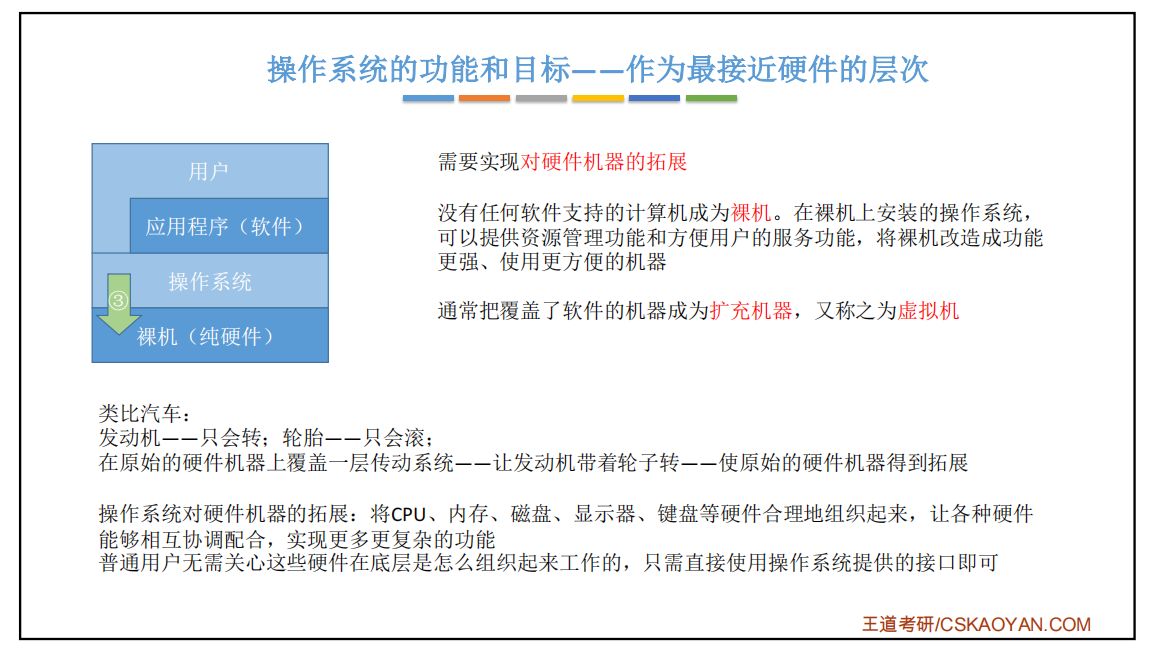 操作系统的功能和目标——作为最接近硬件的层次
用户
应用程序（软件）
操作系统
③
裸机（纯硬件）
需要实现对硬件机器的拓展
没有任何软件支持的计算机成为裸机。在裸机上安装的操作系统，
可以提供资源管理功能和方便用户的服务功能，将裸机改造成功能
更强、使用更方便的机器
通常把覆盖了软件的机器成为扩充机器，又称之为虚拟机
类比汽车：
发动机——只会转；轮胎——只会滚；
在原始的硬件机器上覆盖一层传动系统——让发动机带着轮子转——使原始的硬件机器得到拓展
操作系统对硬件机器的拓展：将CPU、内存、磁盘、显示器、键盘等硬件合理地组织起来，让各种硬件
能够相互协调配合，实现更多更复杂的功能
普通用户无需关心这些硬件在底层是怎么组织起来工作的，只需直接使用操作系统提供的接口即可
王道考研/CSKAOYAN.COM